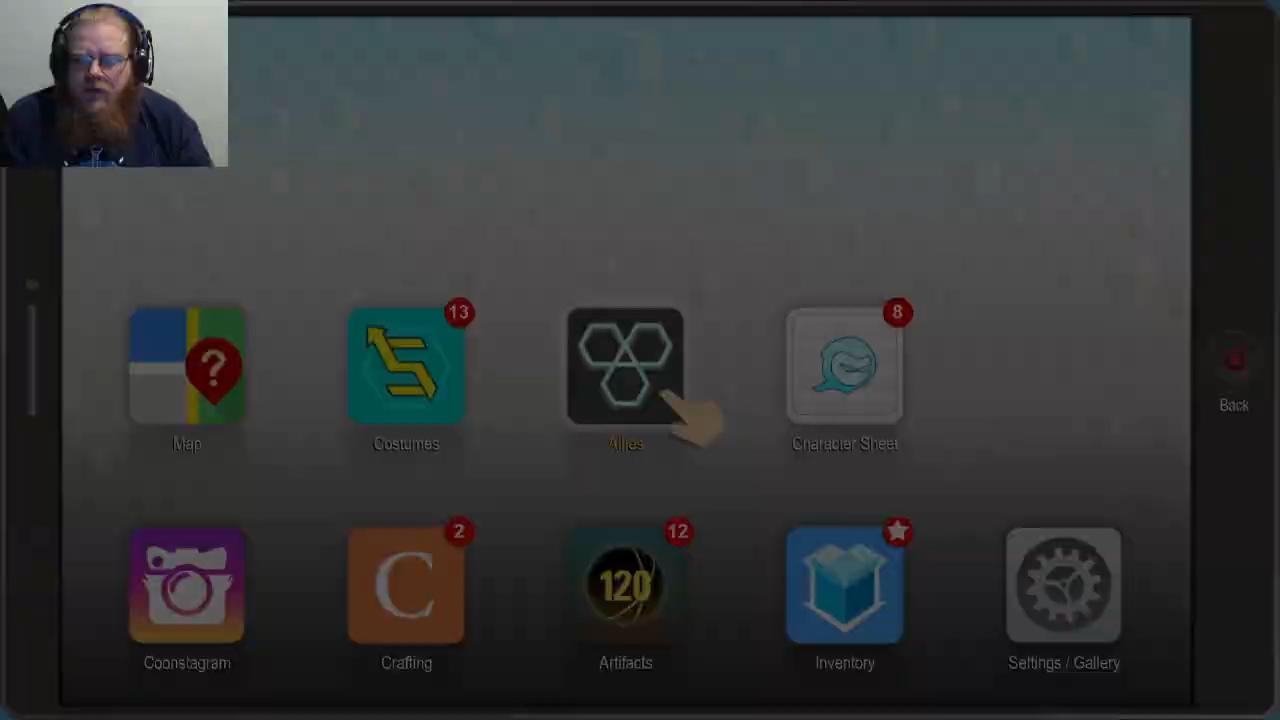 13
8
?
Back
Map
Costumes
Allies
Character Sheet
2
12
C
120
Coonstagram
Crafting
Artifacts
Inventory
Settings / Gallery